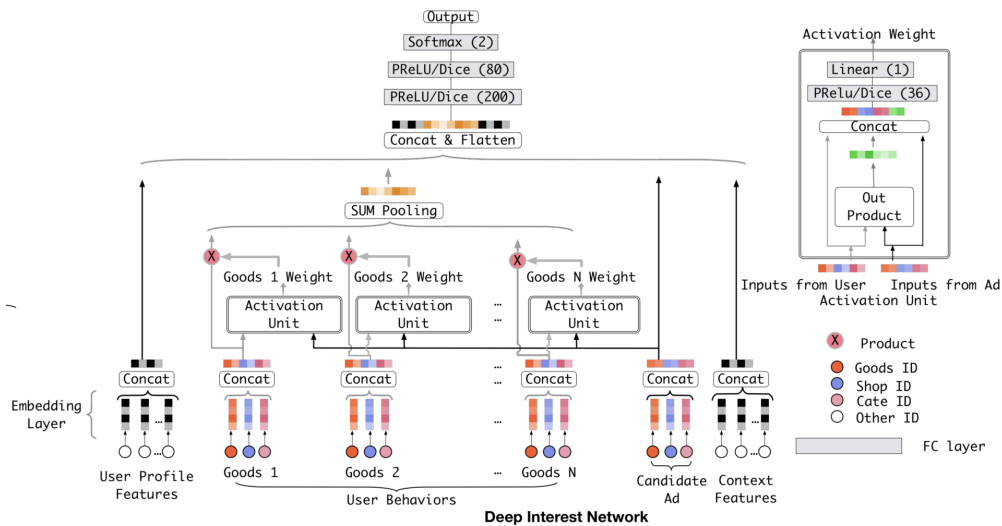 Output
Softmax (2)
PReLU/Dice (80)
PReLU/Dice (200)
Concat & Flatten
SUM Pooling
X
X
X
Goods 1 Weight
Goods 2 Weight
Goods N Weight
Activation
Unit
Activation
Unit
...
...
Activation
Unit
Concat
Concat
Concat
...
...
Concat
Concat
Concat
Embedding
Layer
...
...
...
...
...
User Profile
Features
Goods 1
Goods 2
...
Goods N
User Behaviors
Candidate
Ad
Context
Features
Deep Interest Network
Activation Weight
Linear (1)
PRelu/Dice (36)
Concat
Out
Product
Inputs from User
Inputs from Ad
Activation Unit
X
Product
Goods ID
Shop ID
Cate ID
Other ID
FC layer